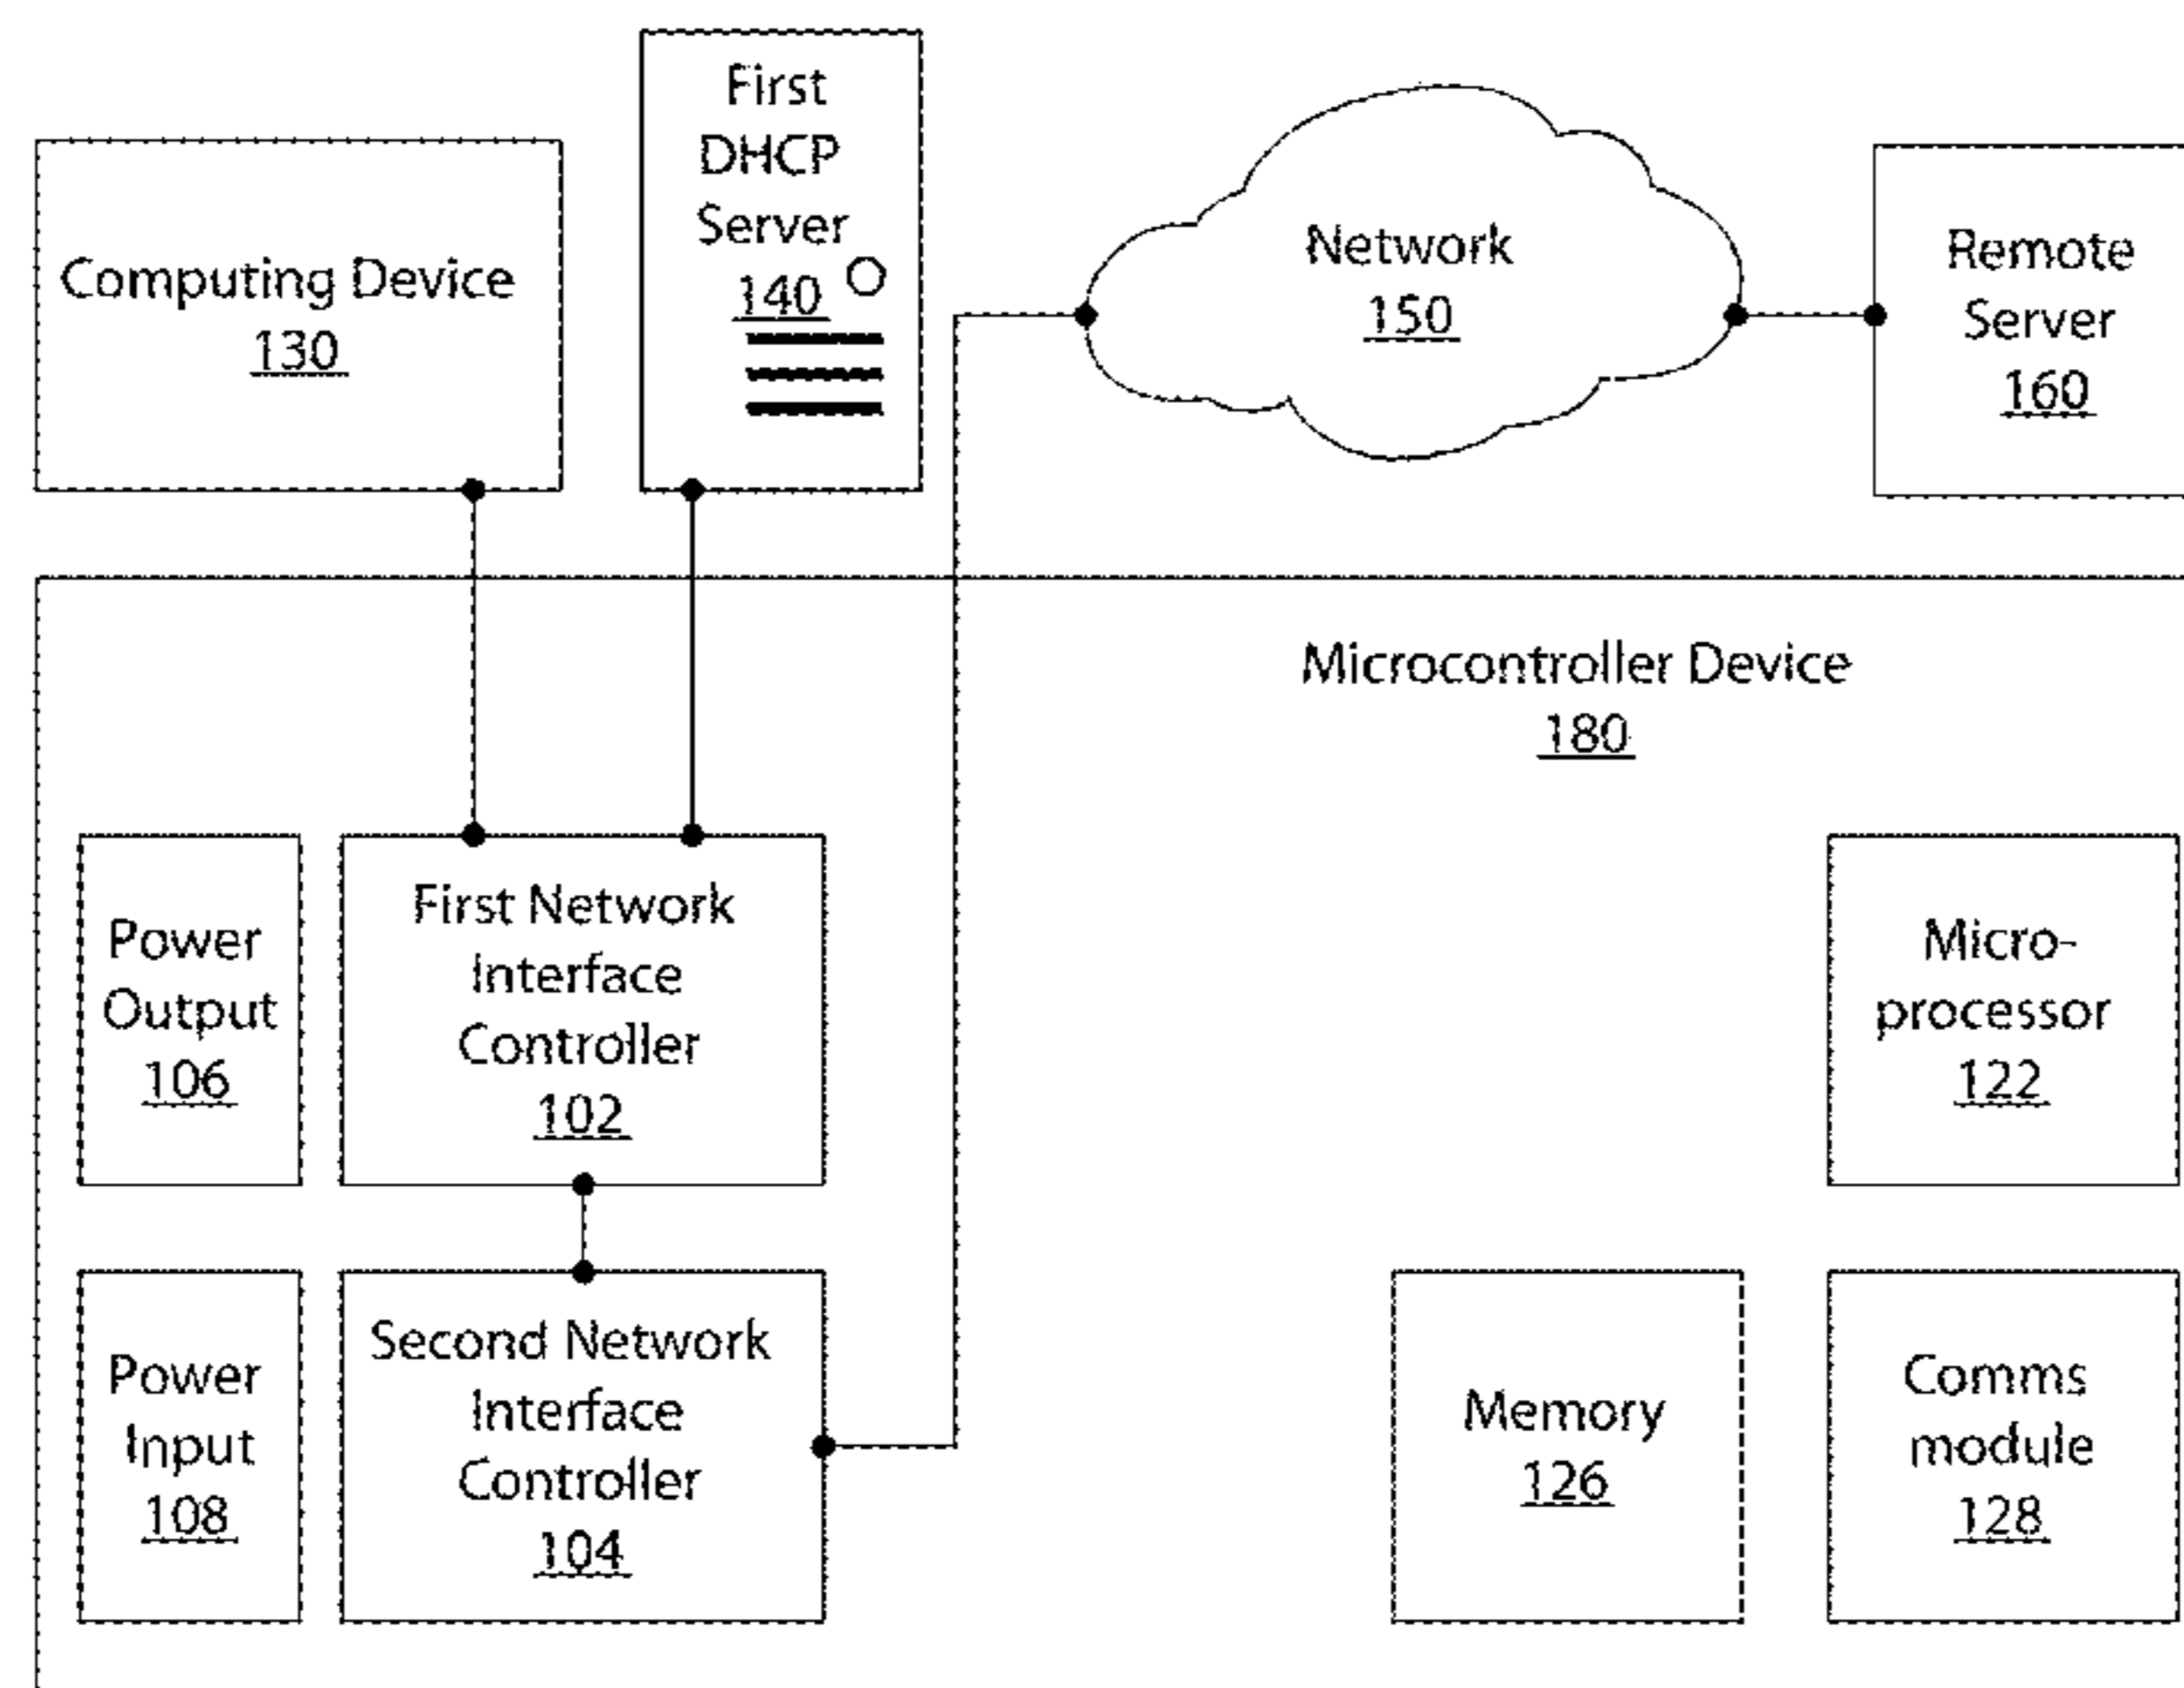 First
DHCP
Server
140
Computing Device
130
Network
150
Remote
Server
160
Microcontroller Device
180
Power
Output
106
First Network
Interface
Controller
102
Micro-
processor
122
Power
Input
108
Second Network
Interface
Controller
104
Memory
126
Comms
module
128